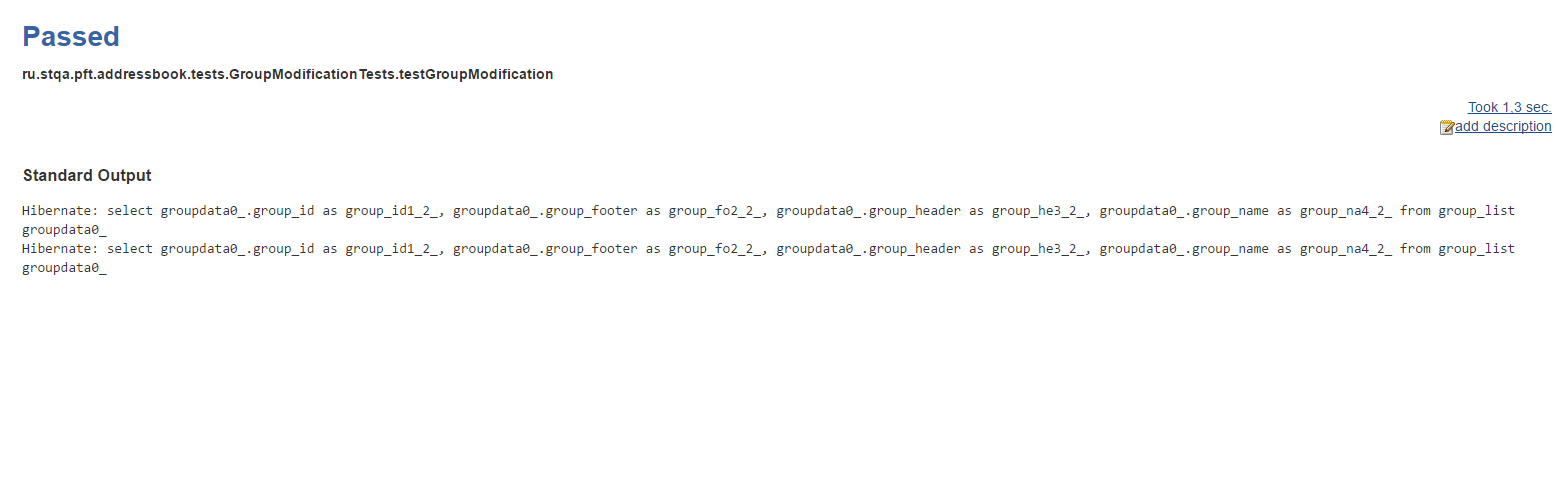 Passed
ru.stqa.pft.addressbook.tests.GroupModificationTests.testGroupModification
Took 1,3 sec.
add description
Standard Output
Hibernate: select groupdata0_.group_id as group_id1_2_, groupdata0_.group_footer as group_fo2_2_, groupdata0_.group_header as group_he3_2_, groupdata0_.group_name as group_na4_2_ from group_list
groupdata0_
Hibernate: select groupdata0_.group_id as group_id1_2_, groupdata0_.group_footer as group_fo2_2_, groupdata0_.group_header as group_he3_2_, groupdata0_.group_name as group_na4_2_ from group_list
groupdata0_